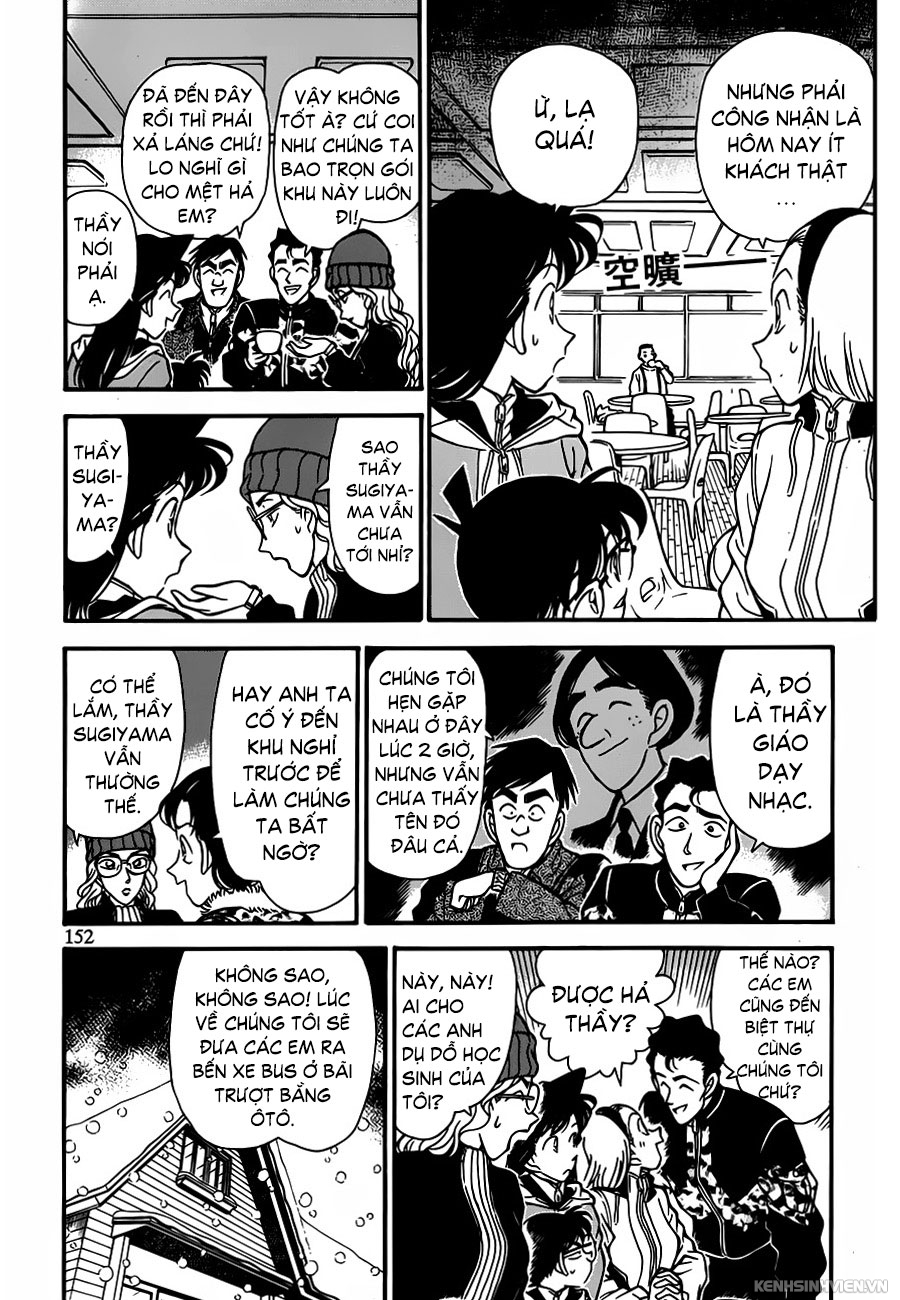 NHƯNG PHẢI
CÔNG NHẬN LÀ
HÔM NAY ÍT
KHÁCH THẬT
...
Ừ, LẠ
QUÁ!
空曠
VẬY KHÔNG
TỐT À? CỨ COI
NHƯ CHÚNG TA
BAO TRỌN GÓI
KHU NÀY LUÔN
ĐI!
ĐÃ ĐẾN ĐÂY
RỒI THÌ PHẢI
XẢ LÁNG CHỨ!
LO NGHĨ GÌ
CHO MỆT HẢ
EM?
THẦY
NÓI
PHẢI
Ạ.
SAO
THẦY
SUGIYA-
MA VẪN
CHƯA
TỚI NHỈ?
THẦY
SUGI-
YA-
MA?
À, ĐÓ
LÀ THẦY
GIÁO
DẠY
NHẠC.
CHÚNG TÔI
HẸN GẶP
NHAU Ở ĐÂY
LÚC 2 GIỜ,
NHƯNG VẪN
CHƯA THẤY
TÊN ĐÓ
ĐÂU CẢ.
HAY ANH TA
CỐ Ý ĐẾN
KHU NGHỈ
TRƯỚC ĐỂ
LÀM CHÚNG
TA BẤT
NGỜ?
CÓ THỂ
LẮM, THẦY
SUGIYAMA
VẪN
THƯỜNG
THẾ.
152
THẾ NÀO?
CÁC EM
CŨNG ĐẾN
BIỆT THỰ
CÙNG
CHÚNG TÔI
CHỨ?
ĐƯỢC HẢ
THẦY?
NÀY, NÀY!
AI CHO
CÁC ANH
DỤ DỖ HỌC
SINH CỦA
TÔI?
KHÔNG SAO,
KHÔNG SAO! LÚC
VỀ CHÚNG TÔI SẼ
ĐƯA CÁC EM RA
BẾN XE BUS Ở BÃI
TRƯỢT BẰNG
ÔTÔ.
KENHSINHVIEN.VN